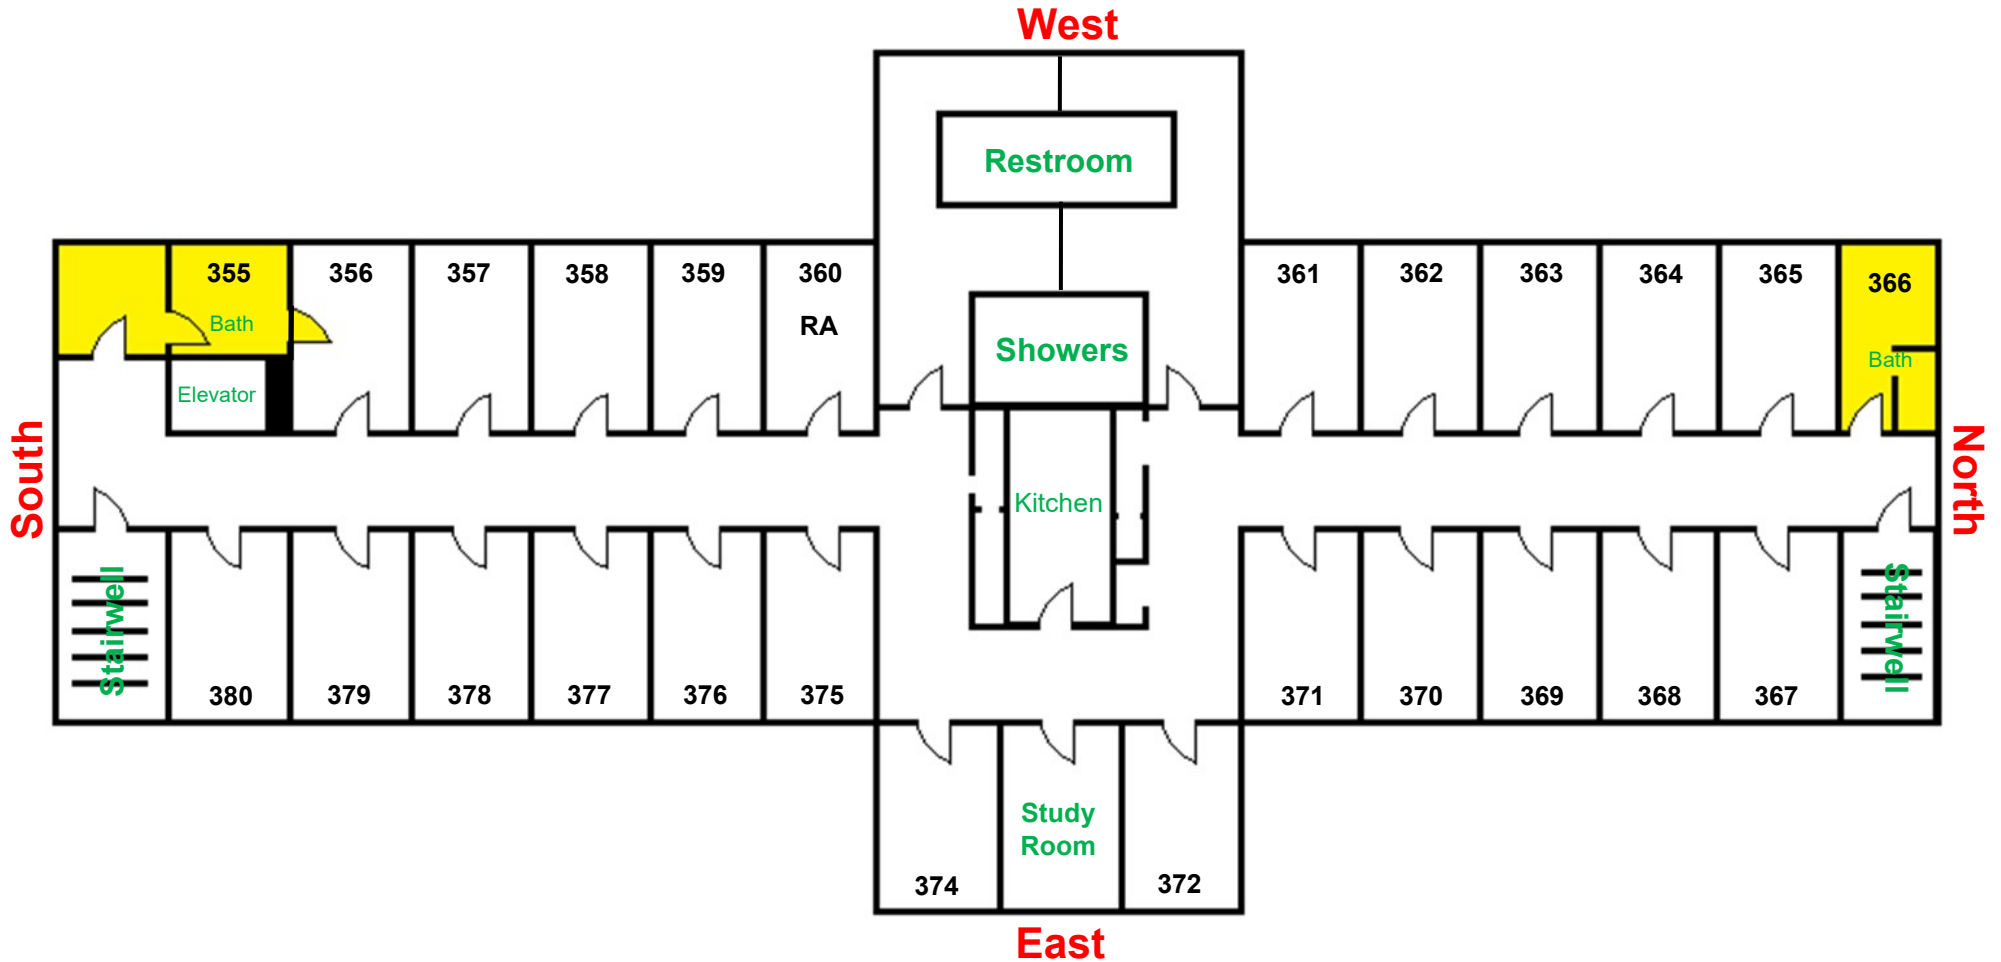 West
Restroom
355
356
357
358
359
360
361
362
363
364
365
366
Bath
RA
Showers
Bath
Elevator
South
North
Kitchen
Stairwell
Stairwell
380
379
378
377
376
375
371
370
369
368
367
Study
Room
374
372
East